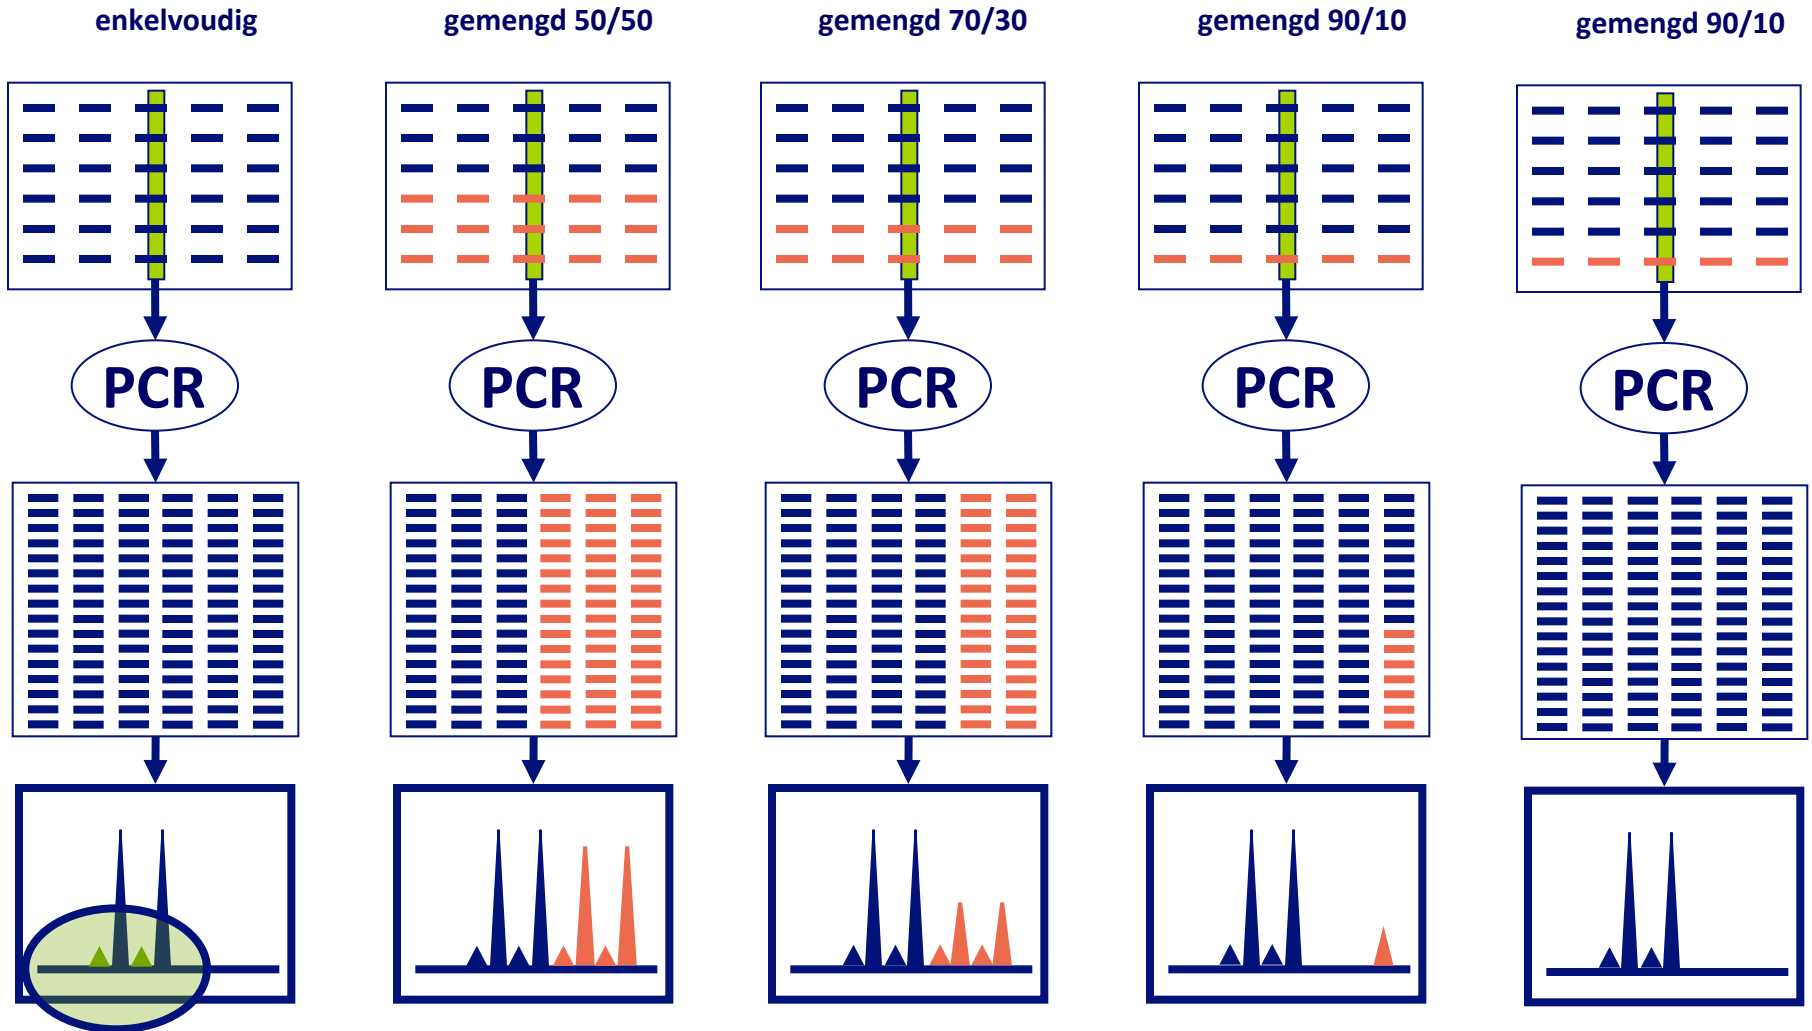 enkelvoudig
gemengd 50/50
gemengd 70/30
gemengd 90/10
gemengd 90/10
PCR
PCR
PCR
PCR
PCR